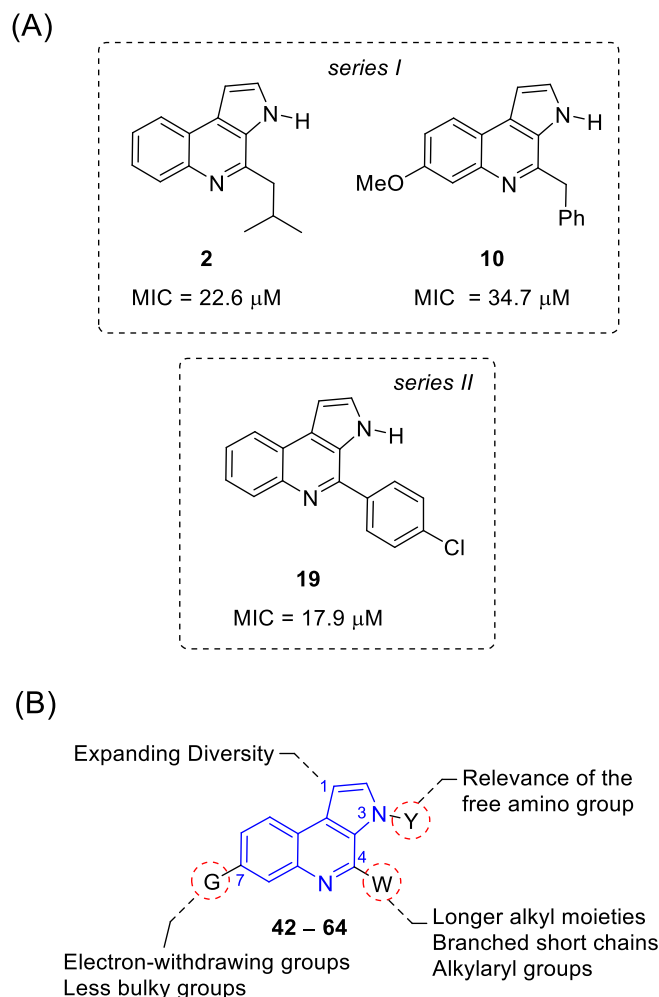 (A)
series I
N-H
N
2
MIC = 22.6 μM
N-H
N
MeO
Ph
10
MIC = 34.7 μM
series II
N-H
N
Cl
19
MIC = 17.9 μM
(B)
Expanding Diversity
1
Relevance of the
free amino group
3
N
Y
4
G
7
N
W
42 – 64
Longer alkyl moieties
Branched short chains
Alkylaryl groups
Electron-withdrawing groups
Less bulky groups